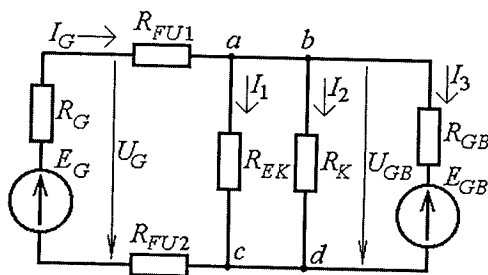 I_G
R_FU1
a
b
I_1
I_2
I_3
R_G
R_GB
E_G
U_G
R_EK
R_K
U_GB
E_GB
R_FU2
c
d